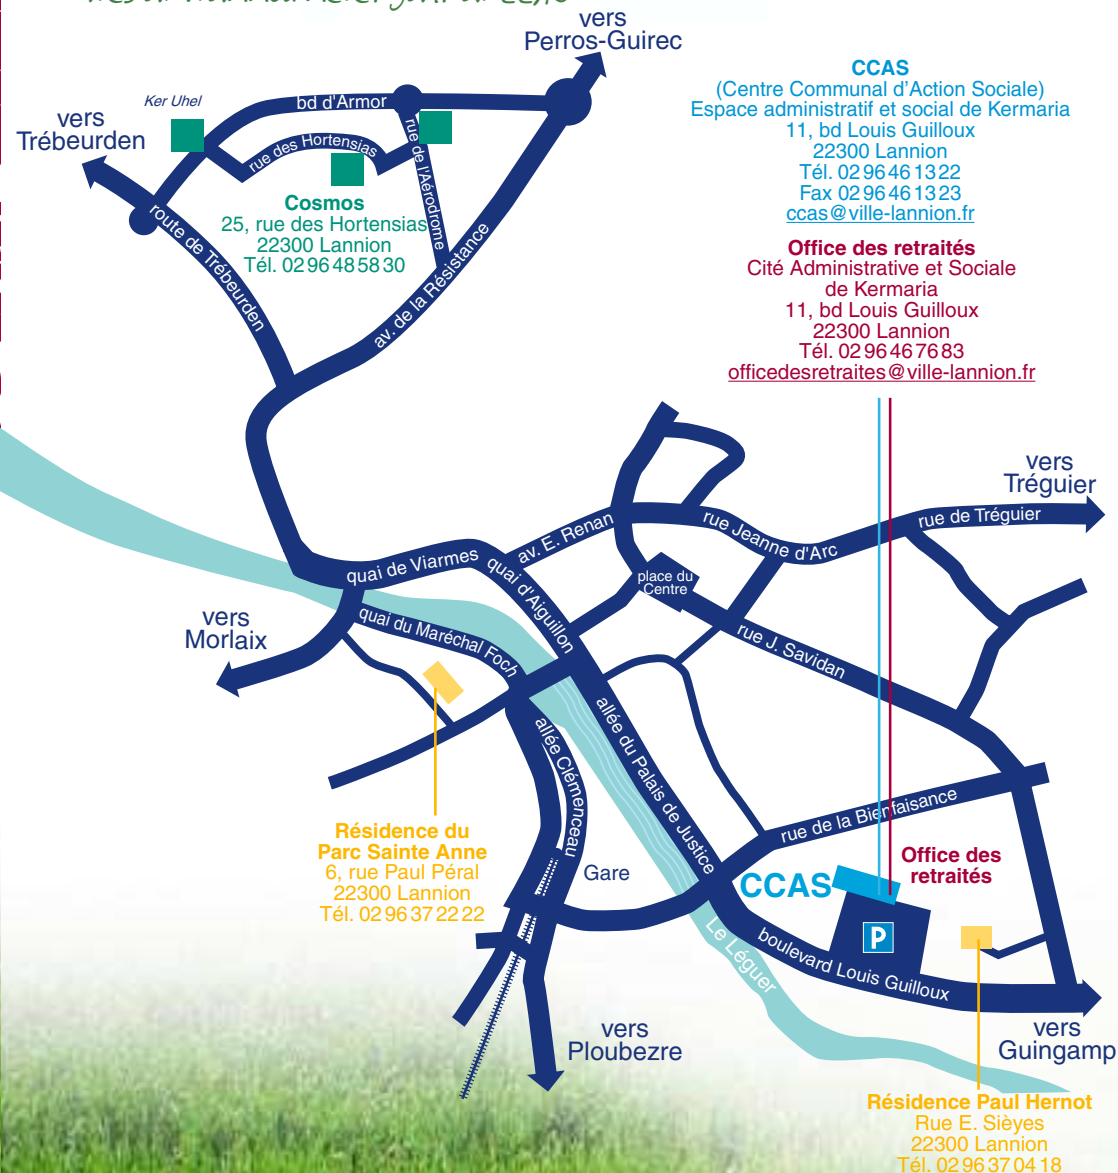 vers
Perros-Guirec
CCAS
(Centre Communal d'Action Sociale)
Espace administratif et social de Kermaria
11, bd Louis Guilloux
22300 Lannion
Tél. 02 96 46 13 22
Fax 02 96 46 13 23
ccas@ville-lannion.fr
Office des retraités
Cité Administrative et Sociale
de Kermaria
11, bd Louis Guilloux
22300 Lannion
Tél. 02 96 46 76 83
officedesretraites@ville-lannion.fr
Ker Uhel
vers
Trébeurden
bd d'Armor
rue des Hortensias
rue de l'Aérodrome
Cosmos
25, rue des Hortensias
22300 Lannion
Tél. 02 96 48 58 30
route de Trébeurden
av. de la Résistance
vers
Tréguier
rue de Tréguier
rue Jeanne d'Arc
av. E. Renan
quai de Viarmes
quai d'Aiguillon
place du
Centre
rue J. Savidan
vers
Morlaix
quai du Maréchal Foch
allée Clémenceau
allée du Palais de Justice
rue de la Bienfaisance
Résidence du
Parc Sainte Anne
6, rue Paul Péral
22300 Lannion
Tél. 02 96 37 22 22
Gare
CCAS
Office des
retraités
P
Le Léguer
boulevard Louis Guilloux
vers
Ploubezre
vers
Guingamp
Résidence Paul Hernot
Rue E. Sièyes
22300 Lannion
Tél. 02 96 37 04 18